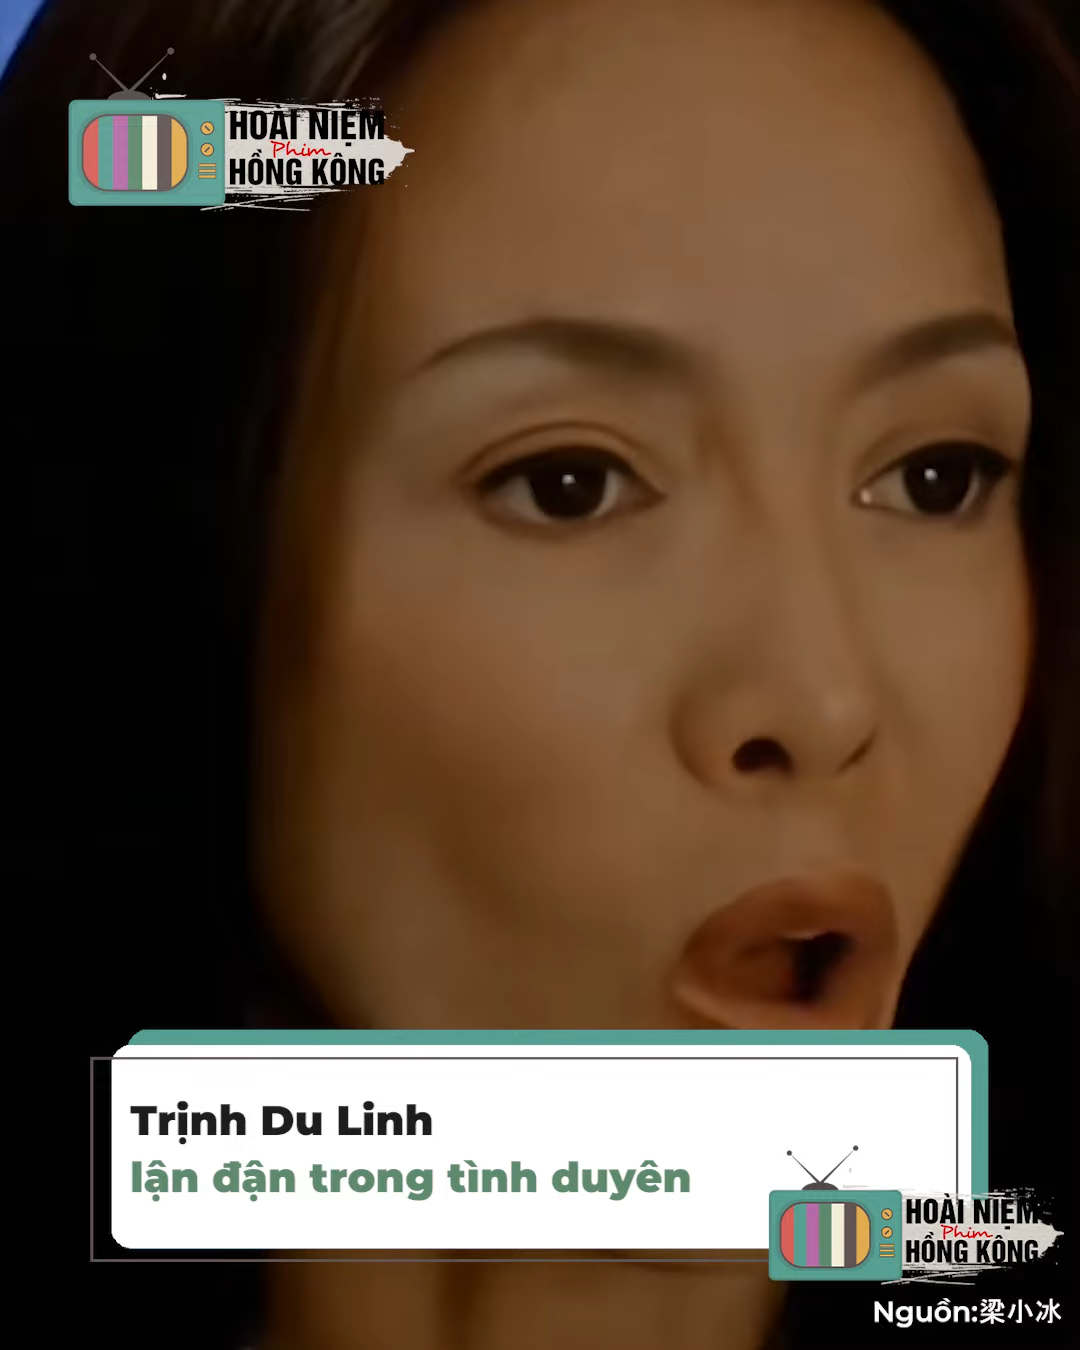 HOÀI NIỆM
Phim
HỒNG KÔNG
Trịnh Du Linh
lận đận trong tình duyên
HOÀI NIỆM
Phim
HỒNG KÔNG
Nguồn:梁小冰